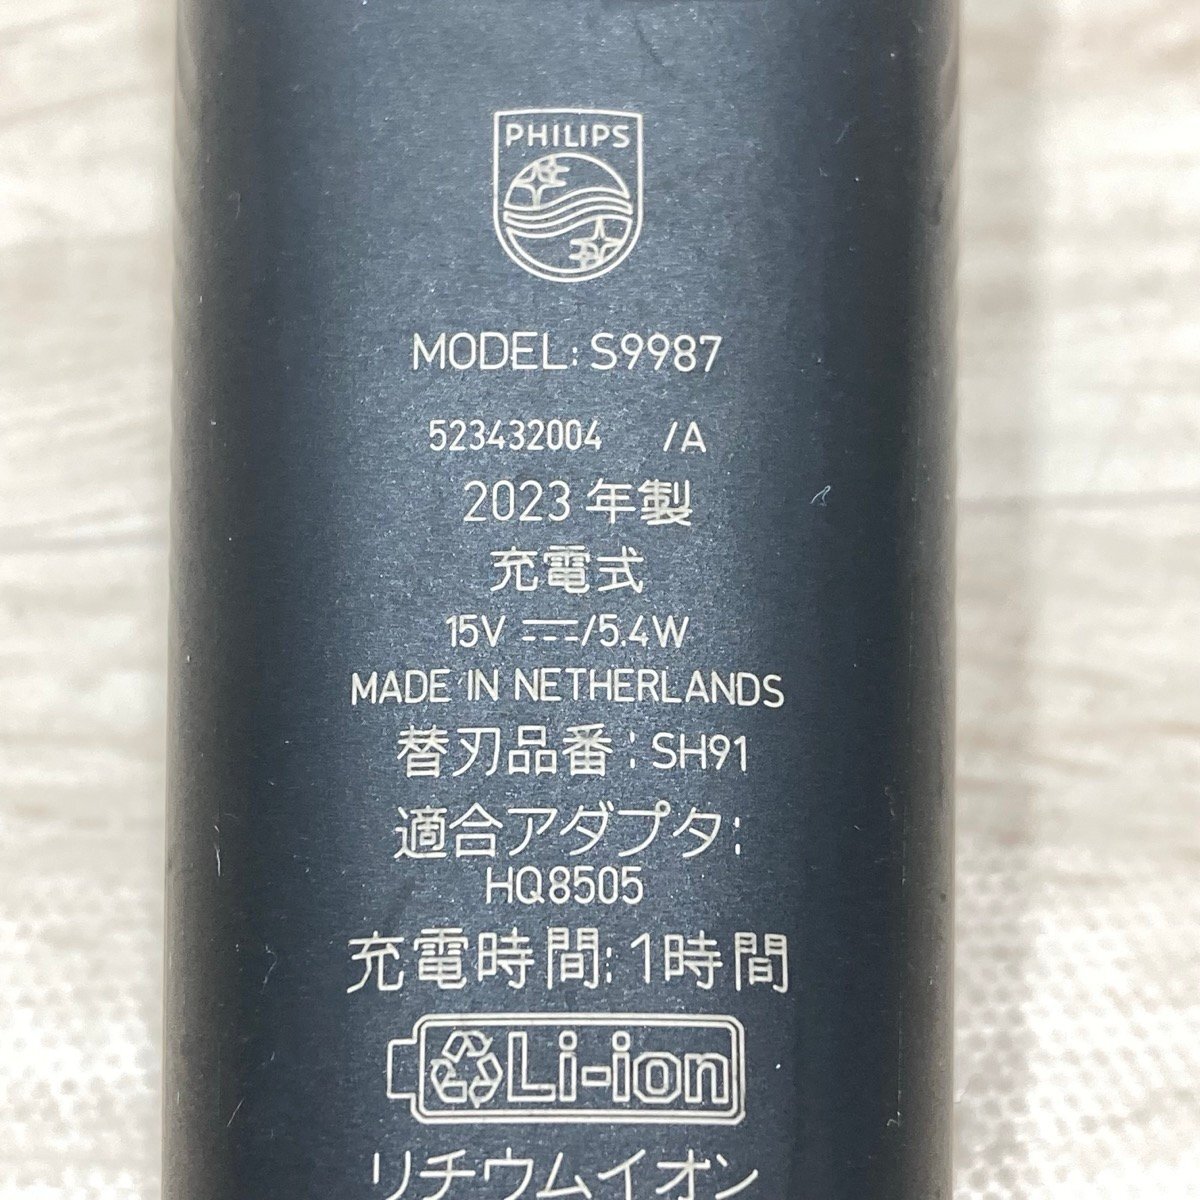 PHILIPS
MODEL: S9987
523432004 /A
2023 年製
充電式
15V ⎓/5.4W
MADE IN NETHERLANDS
替刃品番: SH91
適合アダプタ:
HQ8505
充電時間: 1時間
Li-ion
リチウムイオン